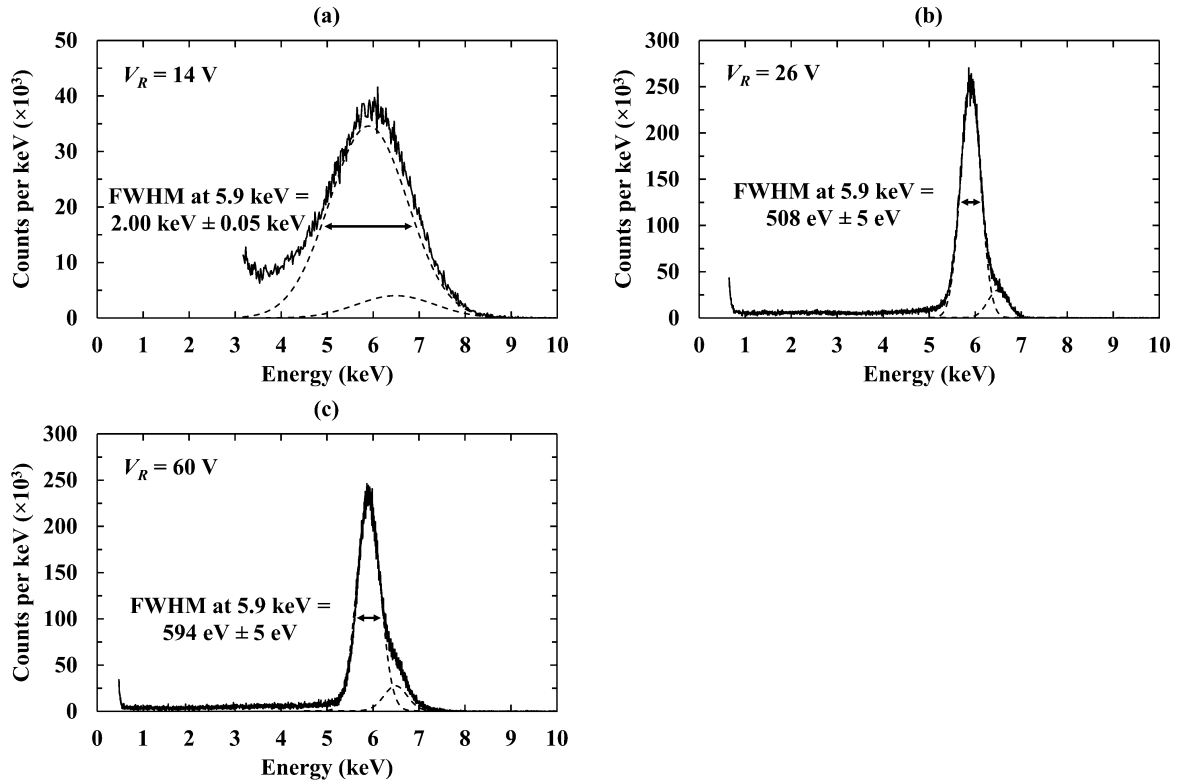 (a)
50
40
30
20
10
0
V_R = 14 V
FWHM at 5.9 keV =
2.00 keV ± 0.05 keV
Counts per keV (×10³)
0 1 2 3 4 5 6 7 8 9 10
Energy (keV)
(b)
300
250
200
150
100
50
0
V_R = 26 V
FWHM at 5.9 keV =
508 eV ± 5 eV
Counts per keV (×10³)
0 1 2 3 4 5 6 7 8 9 10
Energy (keV)
(c)
300
250
200
150
100
50
0
V_R = 60 V
FWHM at 5.9 keV =
594 eV ± 5 eV
Counts per keV (×10³)
0 1 2 3 4 5 6 7 8 9 10
Energy (keV)